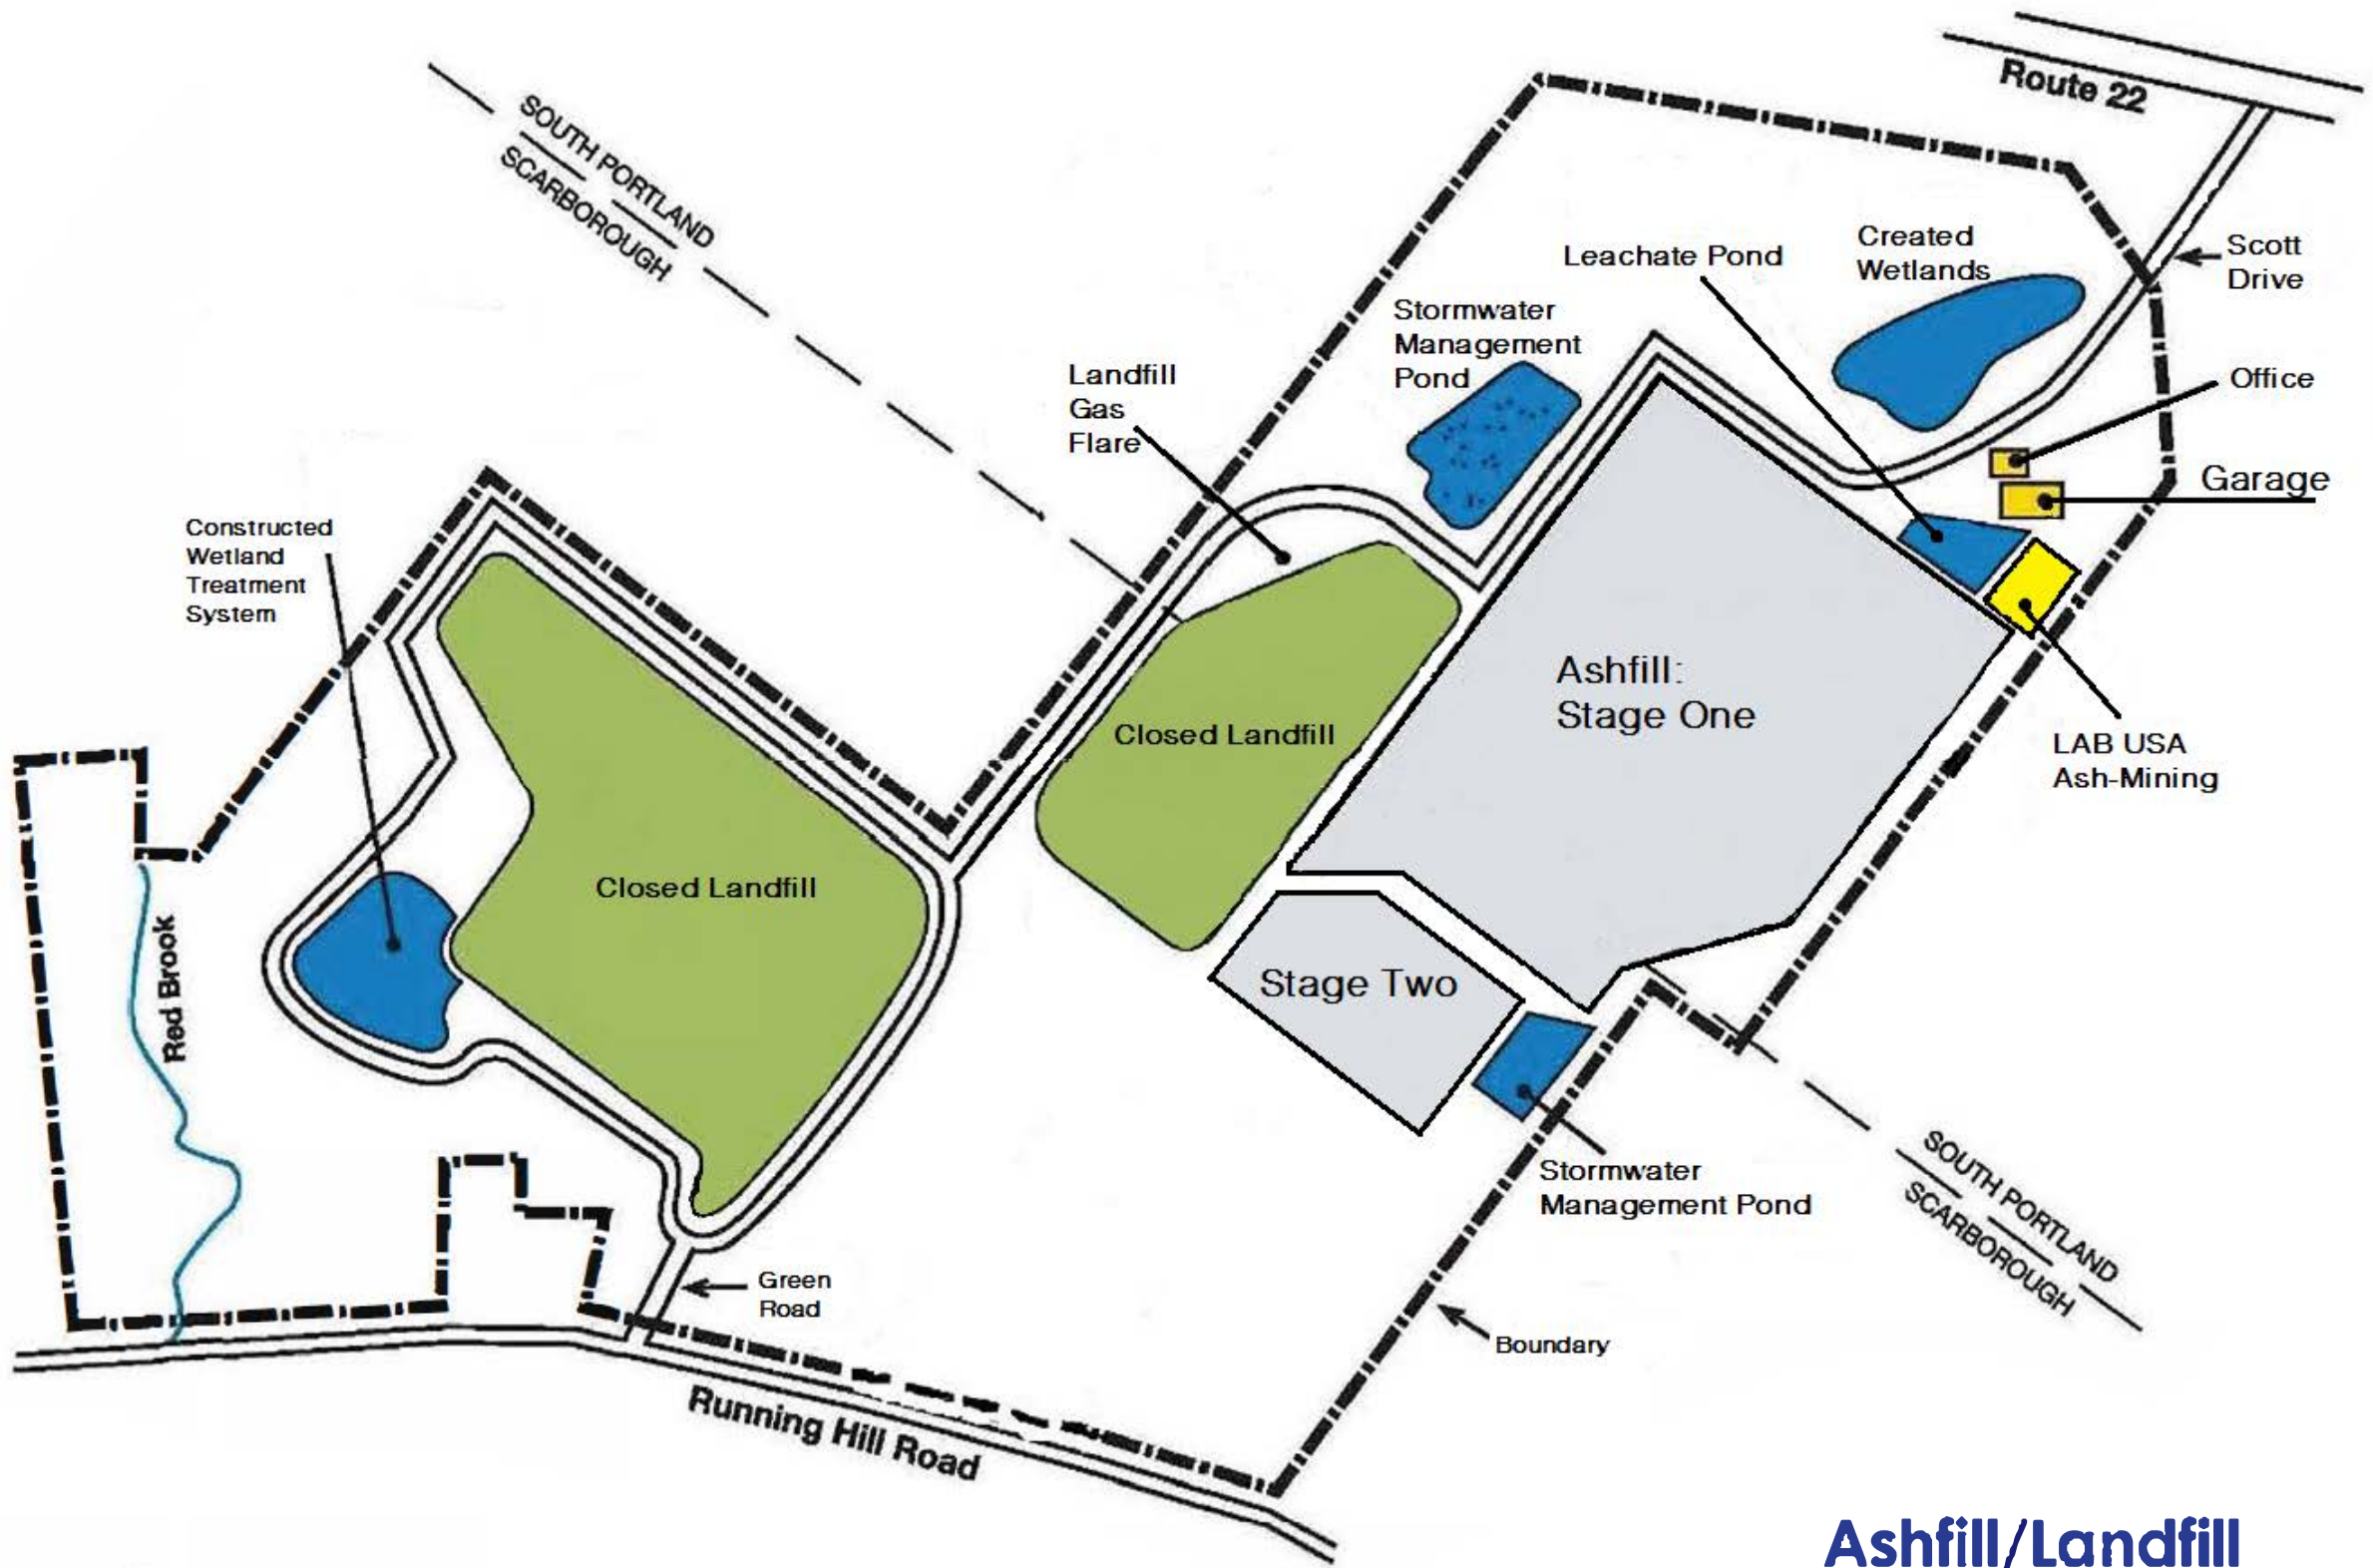 Route 22
SOUTH PORTLAND
SCARBOROUGH
Created
Wetlands
Leachate Pond
Scott
Drive
Stormwater
Management
Pond
Landfill
Gas
Flare
Office
Garage
Constructed
Wetland
Treatment
System
Ashfill:
Stage One
Closed Landfill
LAB USA
Ash-Mining
Closed Landfill
Red Brook
Stage Two
Stormwater
Management Pond
SOUTH PORTLAND
SCARBOROUGH
Green
Road
Boundary
Running Hill Road
Ashfill/Landfill